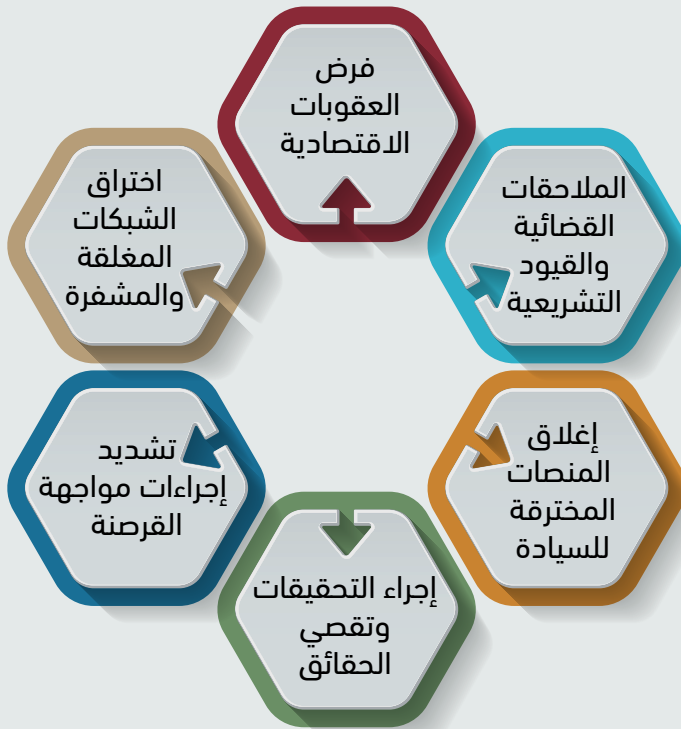 فرض
العقوبات
الاقتصادية
الملاحقات
القضائية
والقيود
التشريعية
إغلاق
المنصات
المخترقة
للسيادة
إجراء التحقيقات
وتقصي
الحقائق
تشديد
إجراءات مواجهة
القرصنة
اختراق
الشبكات
المغلقة
والمشفرة